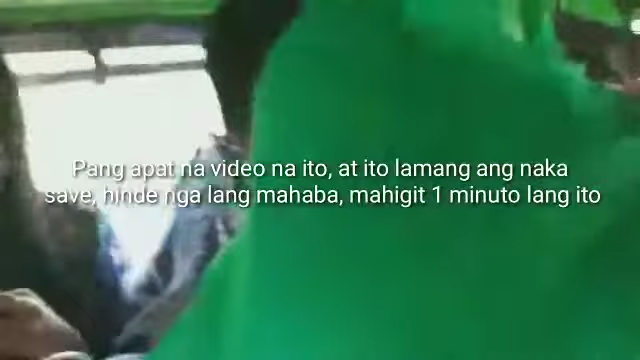 Pang apat na video na ito, at ito lamang ang naka
save, hinde nga lang mahaba, mahigit 1 minuto lang ito